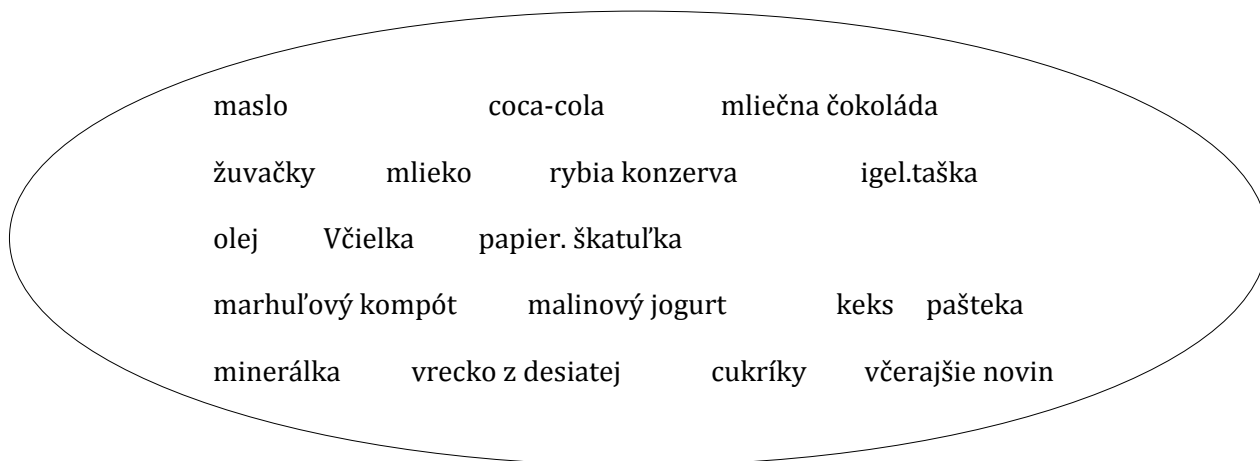 maslo coca-cola mliečna čokoláda
žuvačky mlieko rybia konzerva igel.taška
olej Včielka papier. škatuľka
marhuľový kompót malinový jogurt keks pašteka
minerálka vrecko z desiatej cukríky včerajšie novin